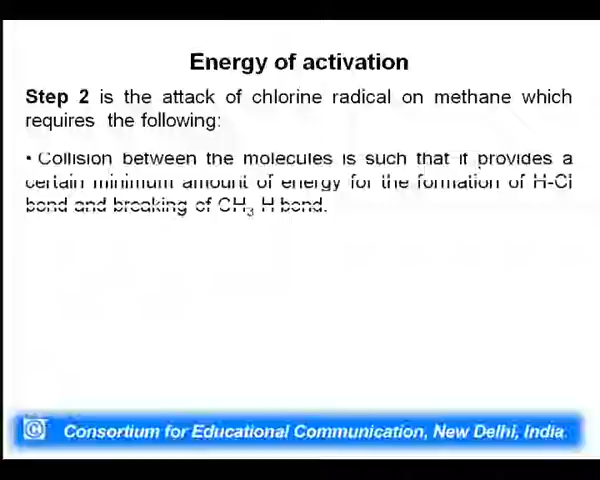 Energy of activation
Step 2 is the attack of chlorine radical on methane which
requires the following:
• Collision between the molecules is such that it provides a
certain minimum amount of energy for the formation of H-Cl
bond and breaking of CH₃ H bond.
© Consortium for Educational Communication, New Delhi, India